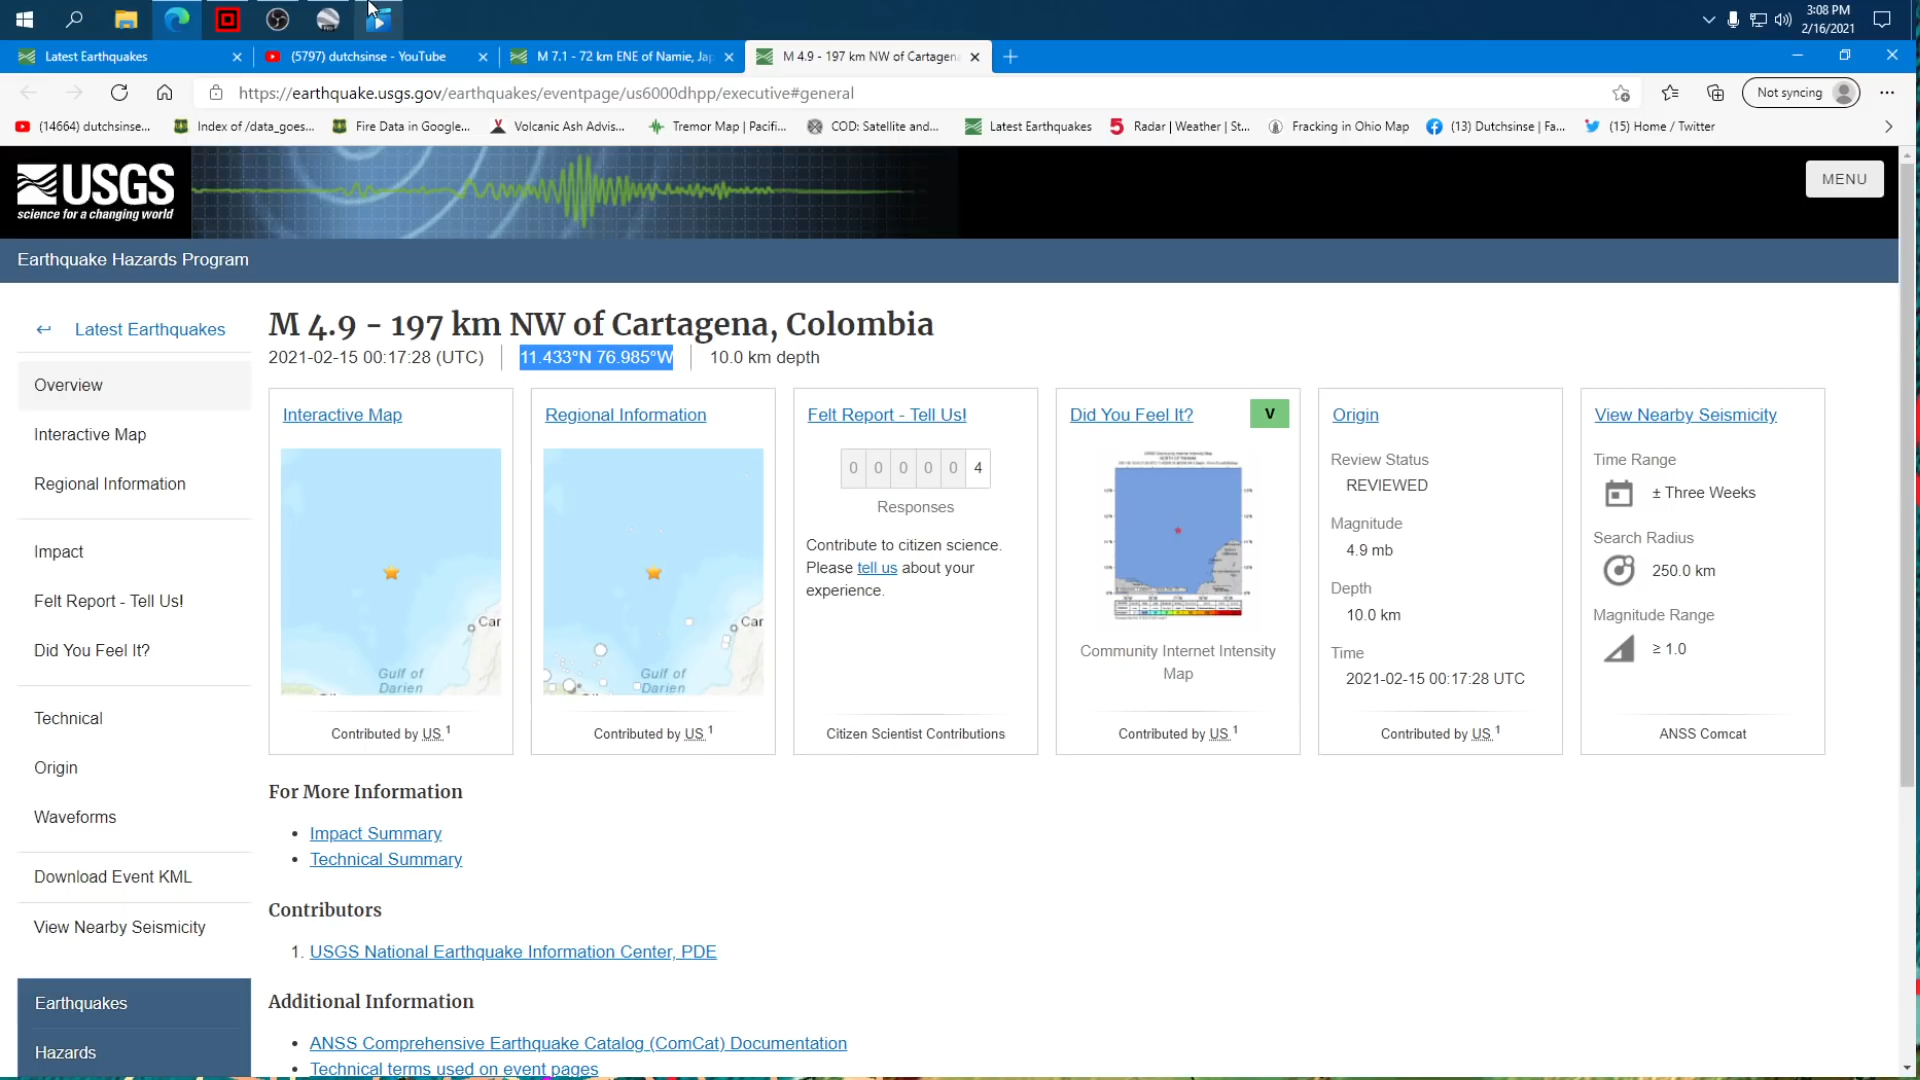 3:08 PM
2/16/2021
Latest Earthquakes
(5797) dutchsinse - YouTube
M 7.1 - 72 km ENE of Namie, Jap
M 4.9 - 197 km NW of Cartagena
https://earthquake.usgs.gov/earthquakes/eventpage/us6000dhpp/executive#general
Not syncing
(14664) dutchsinse...
Index of /data_goes...
Fire Data in Google...
Volcanic Ash Advis...
Tremor Map | Pacifi...
COD: Satellite and...
Latest Earthquakes
Radar | Weather | St...
Fracking in Ohio Map
(13) Dutchsinse | Fa...
(15) Home / Twitter
USGS
science for a changing world
MENU
Earthquake Hazards Program
Latest Earthquakes
Overview
Interactive Map
Regional Information
Impact
Felt Report - Tell Us!
Did You Feel It?
Technical
Origin
Waveforms
Download Event KML
View Nearby Seismicity
Earthquakes
Hazards
M 4.9 - 197 km NW of Cartagena, Colombia
2021-02-15 00:17:28 (UTC)
11.433°N 76.985°W
10.0 km depth
Interactive Map
Car
Gulf of
Darien
Contributed by US 1
Regional Information
Car
Gulf of
Darien
Contributed by US 1
Felt Report - Tell Us!
0 0 0 0 0 4
Responses
Contribute to citizen science.
Please tell us about your
experience.
Citizen Scientist Contributions
Did You Feel It?
V
Community Internet Intensity
Map
Contributed by US 1
Origin
Review Status
REVIEWED
Magnitude
4.9 mb
Depth
10.0 km
Time
2021-02-15 00:17:28 UTC
Contributed by US 1
View Nearby Seismicity
Time Range
± Three Weeks
Search Radius
250.0 km
Magnitude Range
≥ 1.0
ANSS Comcat
For More Information
Impact Summary
Technical Summary
Contributors
1. USGS National Earthquake Information Center, PDE
Additional Information
ANSS Comprehensive Earthquake Catalog (ComCat) Documentation
Technical terms used on event pages